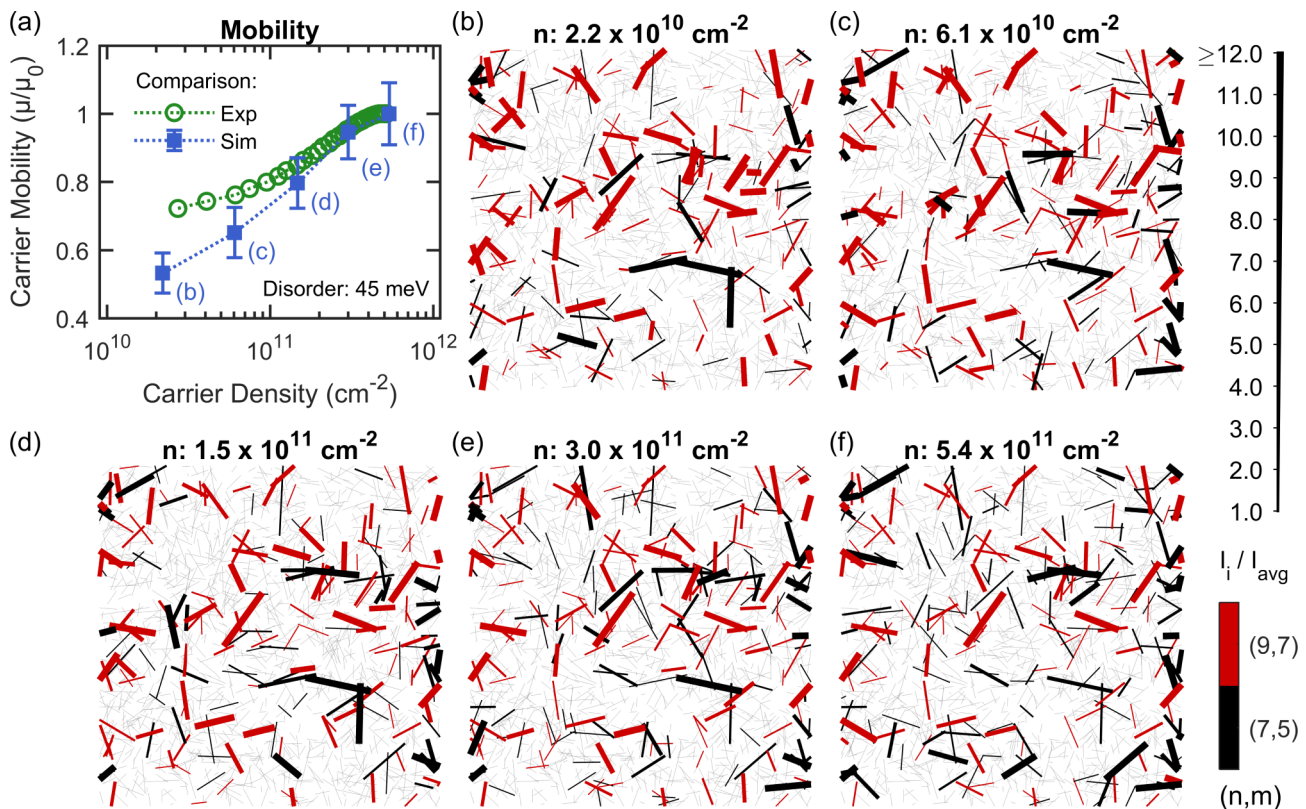 (a)
Mobility
Carrier Mobility (μ/μ0)
1.2
1
0.8
0.6
0.4
Comparison:
Exp
Sim
(b)
(c)
(d)
(e)
(f)
Disorder: 45 meV
10^10
10^11
10^12
Carrier Density (cm^-2)
(b)
n: 2.2 x 10^10 cm^-2
(c)
n: 6.1 x 10^10 cm^-2
≥ 12.0
11.0
10.0
9.0
8.0
7.0
6.0
5.0
4.0
3.0
2.0
1.0
I_i / I_avg
(9,7)
(7,5)
(n,m)
(d)
n: 1.5 x 10^11 cm^-2
(e)
n: 3.0 x 10^11 cm^-2
(f)
n: 5.4 x 10^11 cm^-2